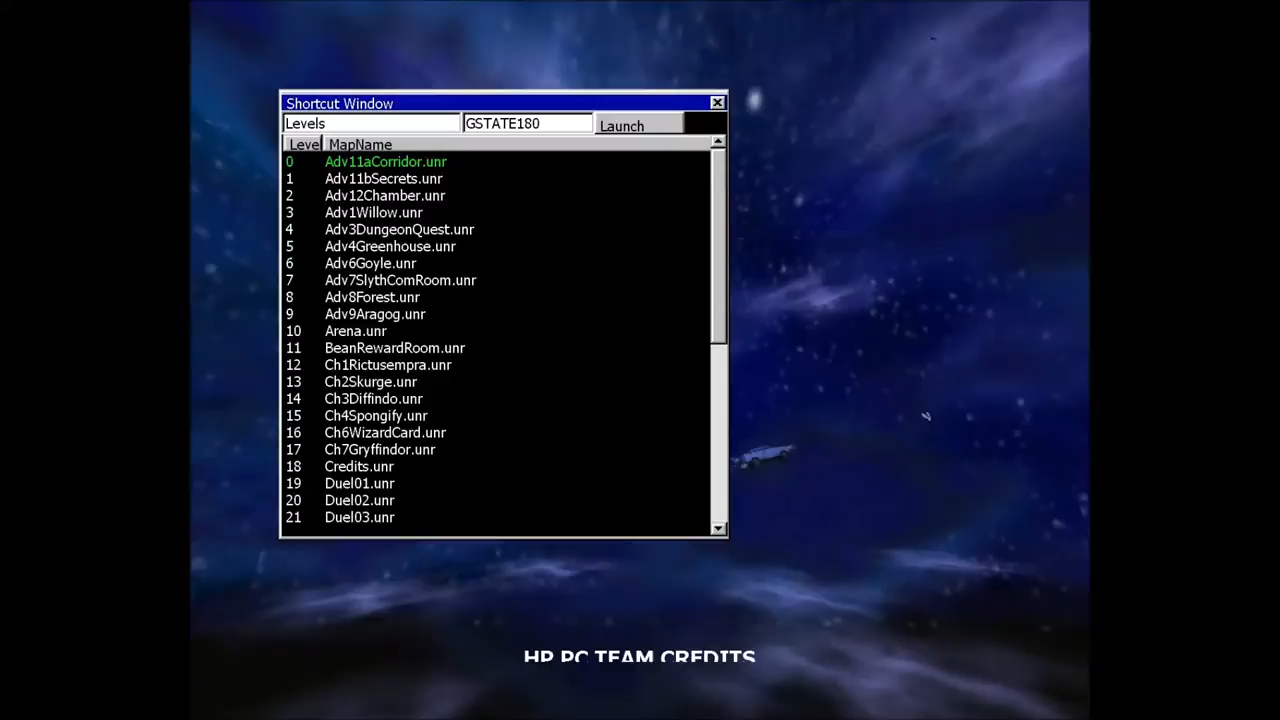 Shortcut Window
Levels GSTATE180 Launch
Level MapName
0 Adv11aCorridor.unr
1 Adv11bSecrets.unr
2 Adv12Chamber.unr
3 Adv1Willow.unr
4 Adv3DungeonQuest.unr
5 Adv4Greenhouse.unr
6 Adv6Goyle.unr
7 Adv7SlythComRoom.unr
8 Adv8Forest.unr
9 Adv9Aragog.unr
10 Arena.unr
11 BeanRewardRoom.unr
12 Ch1Rictusempra.unr
13 Ch2Skurge.unr
14 Ch3Diffindo.unr
15 Ch4Spongify.unr
16 Ch6WizardCard.unr
17 Ch7Gryffindor.unr
18 Credits.unr
19 Duel01.unr
20 Duel02.unr
21 Duel03.unr
HP PC TEAM CREDITS